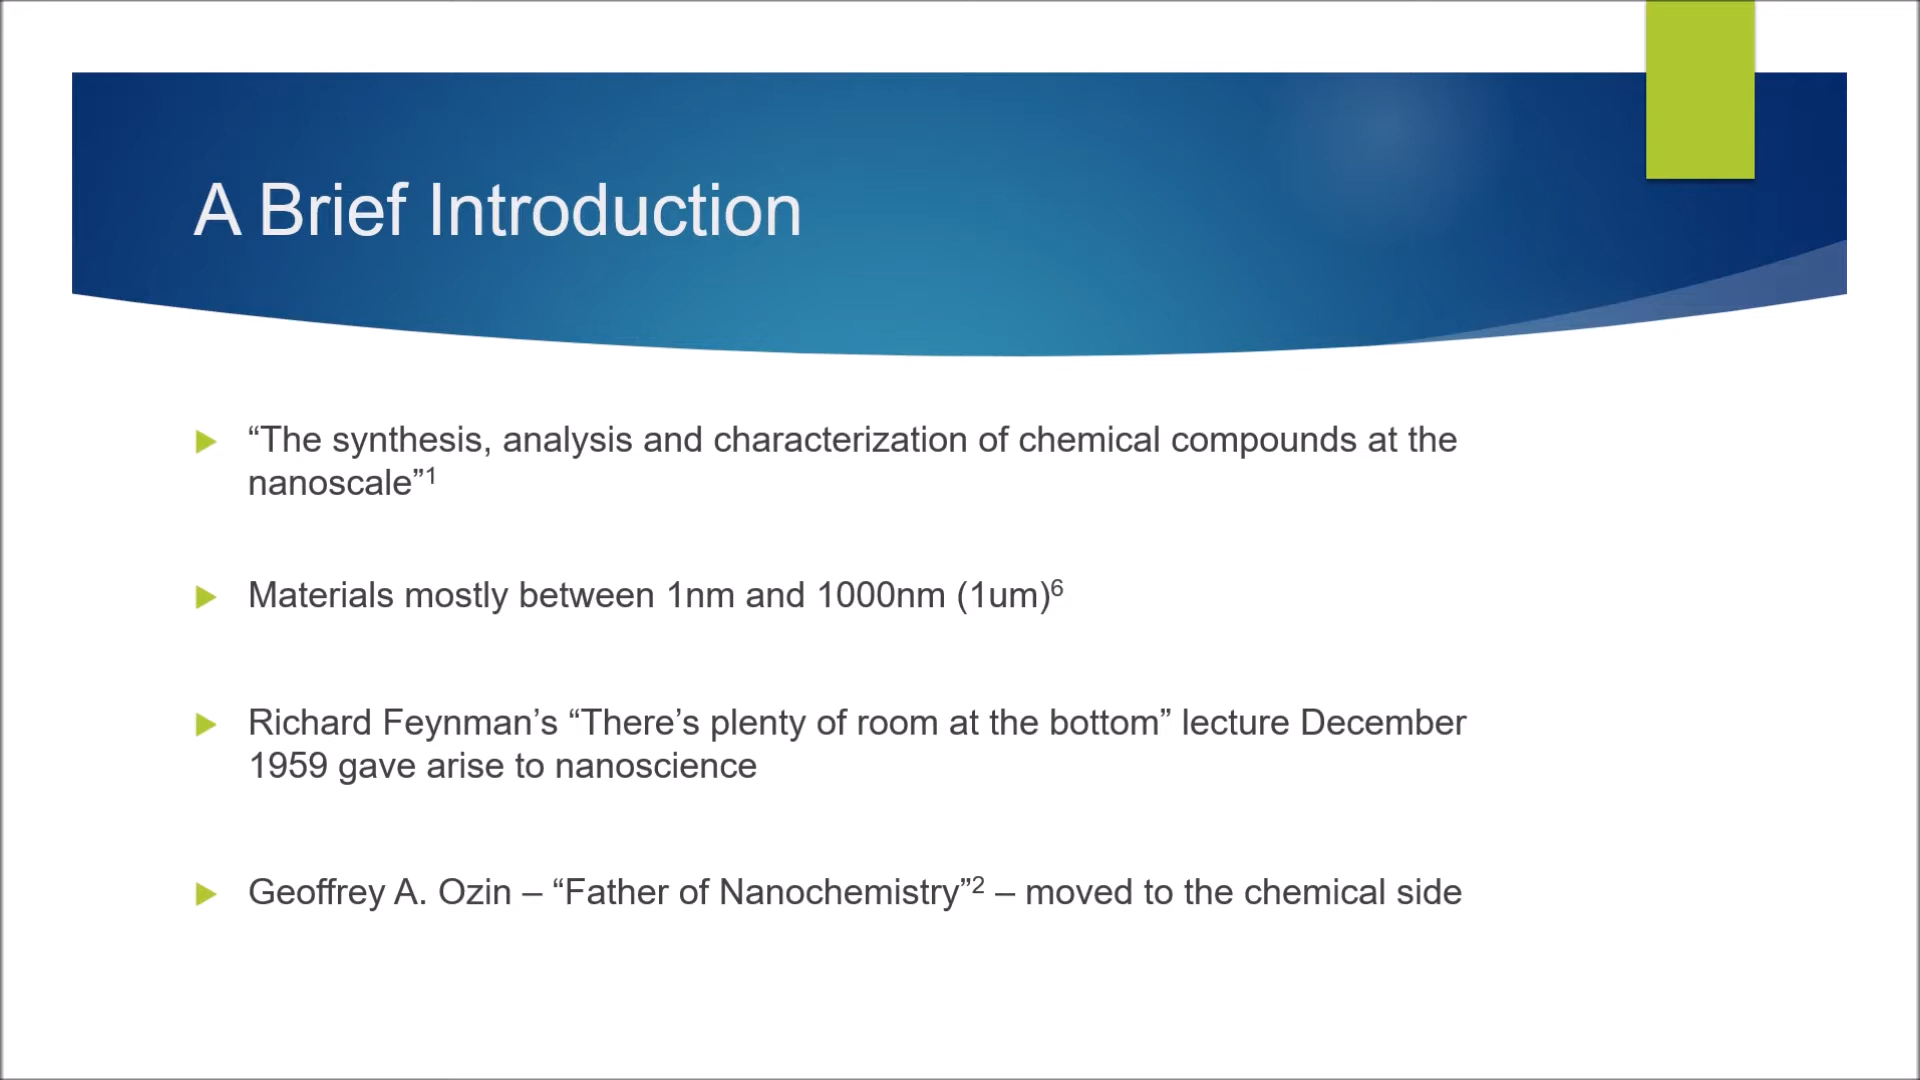 A Brief Introduction
“The synthesis, analysis and characterization of chemical compounds at the
nanoscale”1
Materials mostly between 1nm and 1000nm (1um)6
Richard Feynman’s “There’s plenty of room at the bottom” lecture December
1959 gave arise to nanoscience
Geoffrey A. Ozin – “Father of Nanochemistry”2 – moved to the chemical side